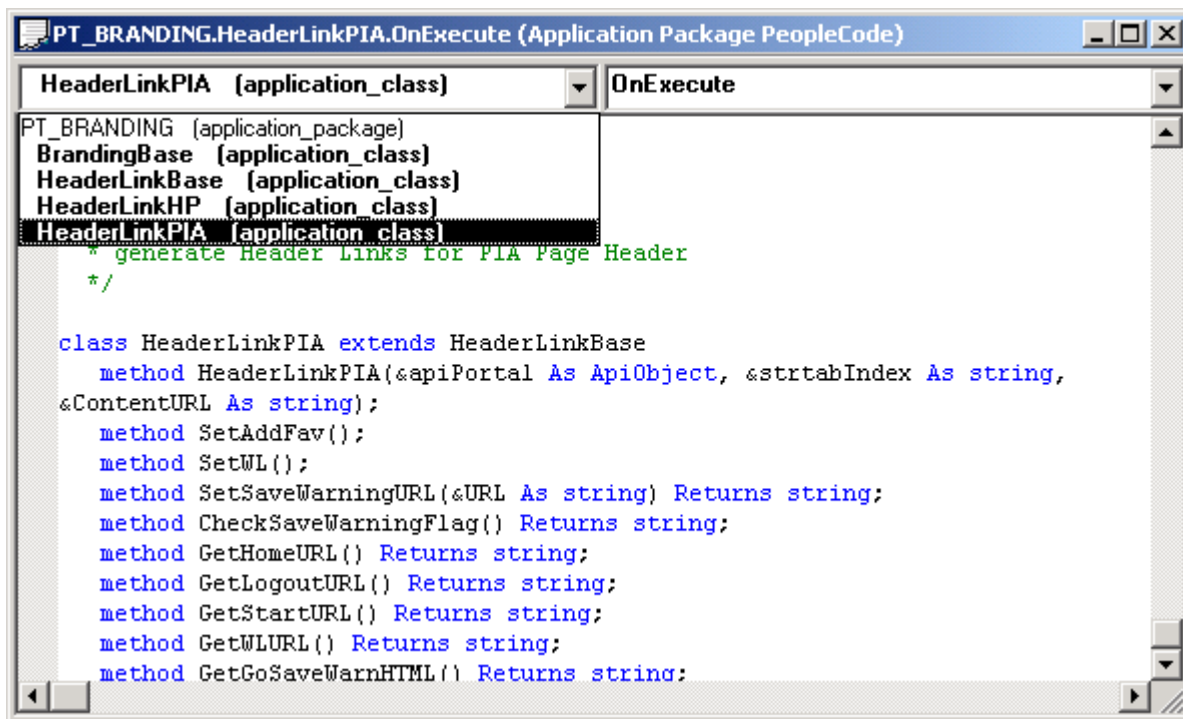 PT_BRANDING.HeaderLinkPIA.OnExecute (Application Package PeopleCode)
HeaderLinkPIA (application_class)
OnExecute
PT_BRANDING (application_package)
BrandingBase (application_class)
HeaderLinkBase (application_class)
HeaderLinkHP (application_class)
HeaderLinkPIA (application_class)
* generate Header Links for PIA Page Header
*/
class HeaderLinkPIA extends HeaderLinkBase
method HeaderLinkPIA(&apiPortal As ApiObject, &strtabIndex As string,
&ContentURL As string);
method SetAddFav();
method SetWL();
method SetSaveWarningURL(&URL As string) Returns string;
method CheckSaveWarningFlag() Returns string;
method GetHomeURL() Returns string;
method GetLogoutURL() Returns string;
method GetStartURL() Returns string;
method GetWLURL() Returns string;
method GetGoSaveWarnHTML() Returns string;